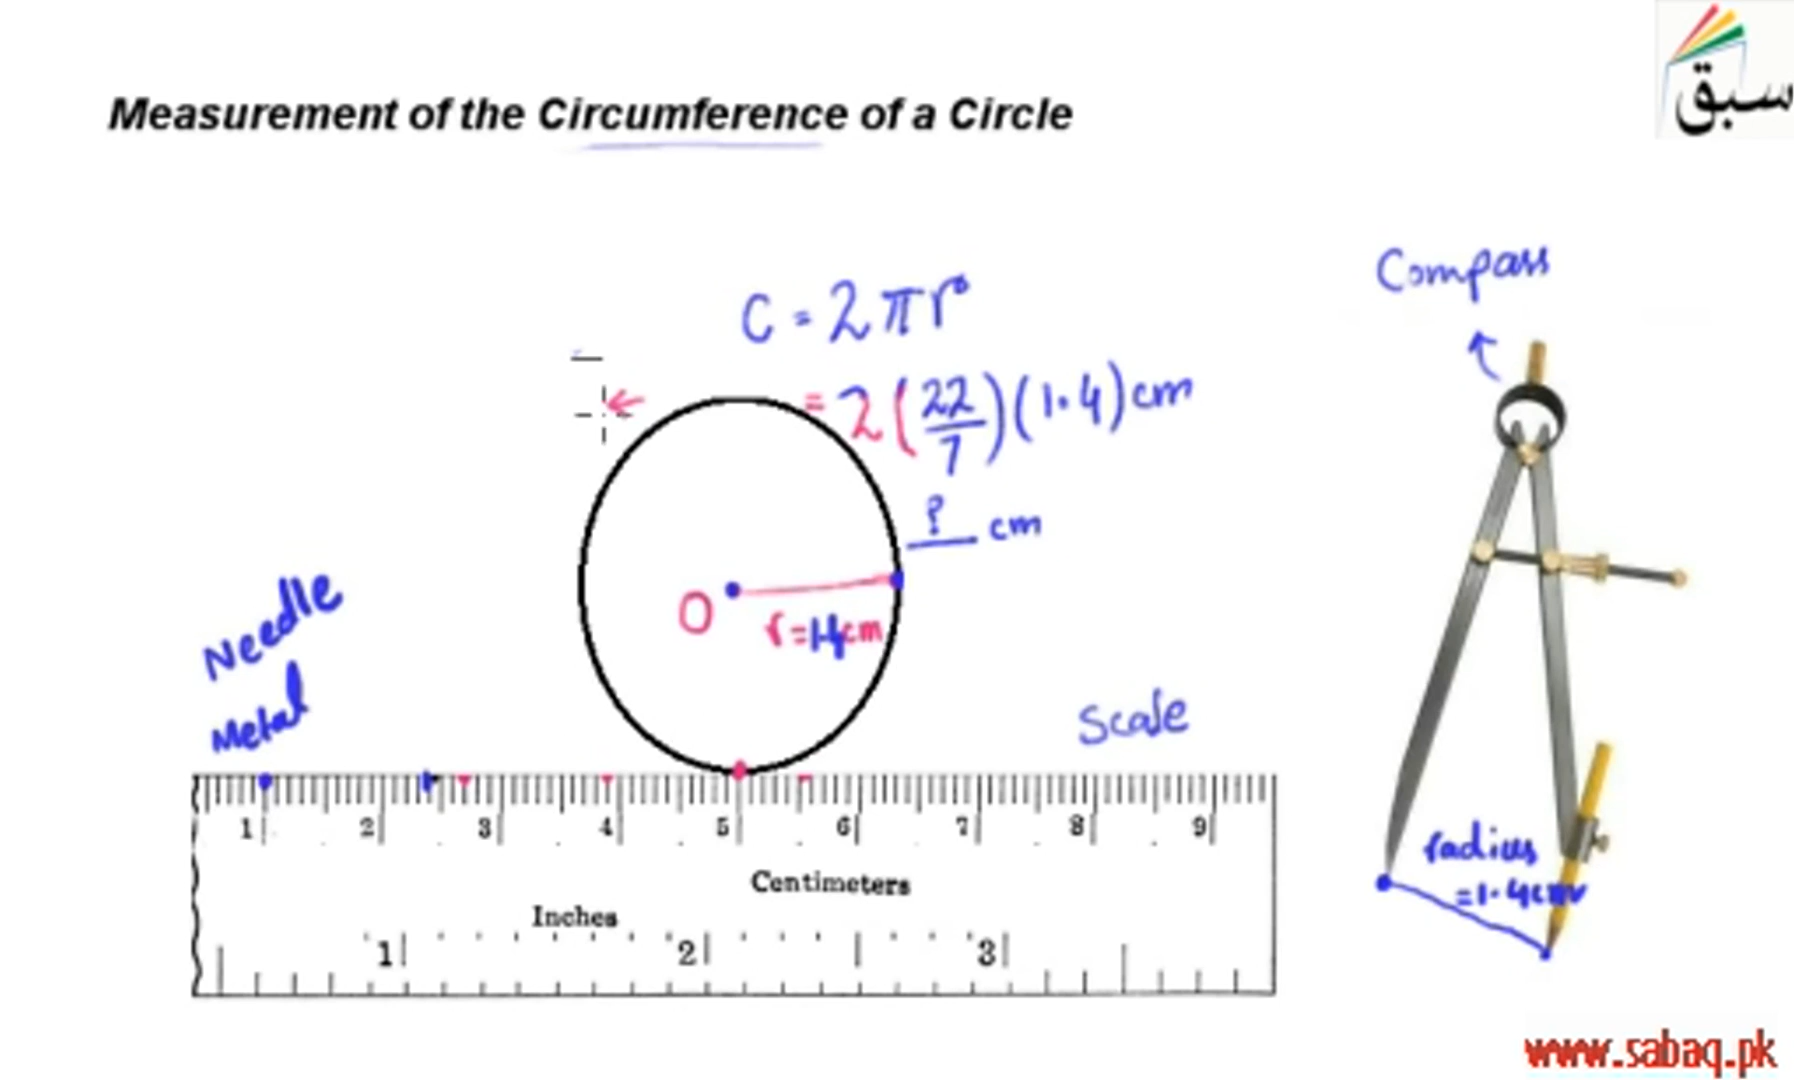 سبق
Measurement of the Circumference of a Circle
Compass
C = 2πr
= 2(22/7)(1.4)cm
? cm
O
r=1.4cm
Needle
Metal
Scale
1 2 3 4 5 6 7 8 9
Centimeters
Inches
1 2 3
radius
=1.4cm
www.sabaq.pk